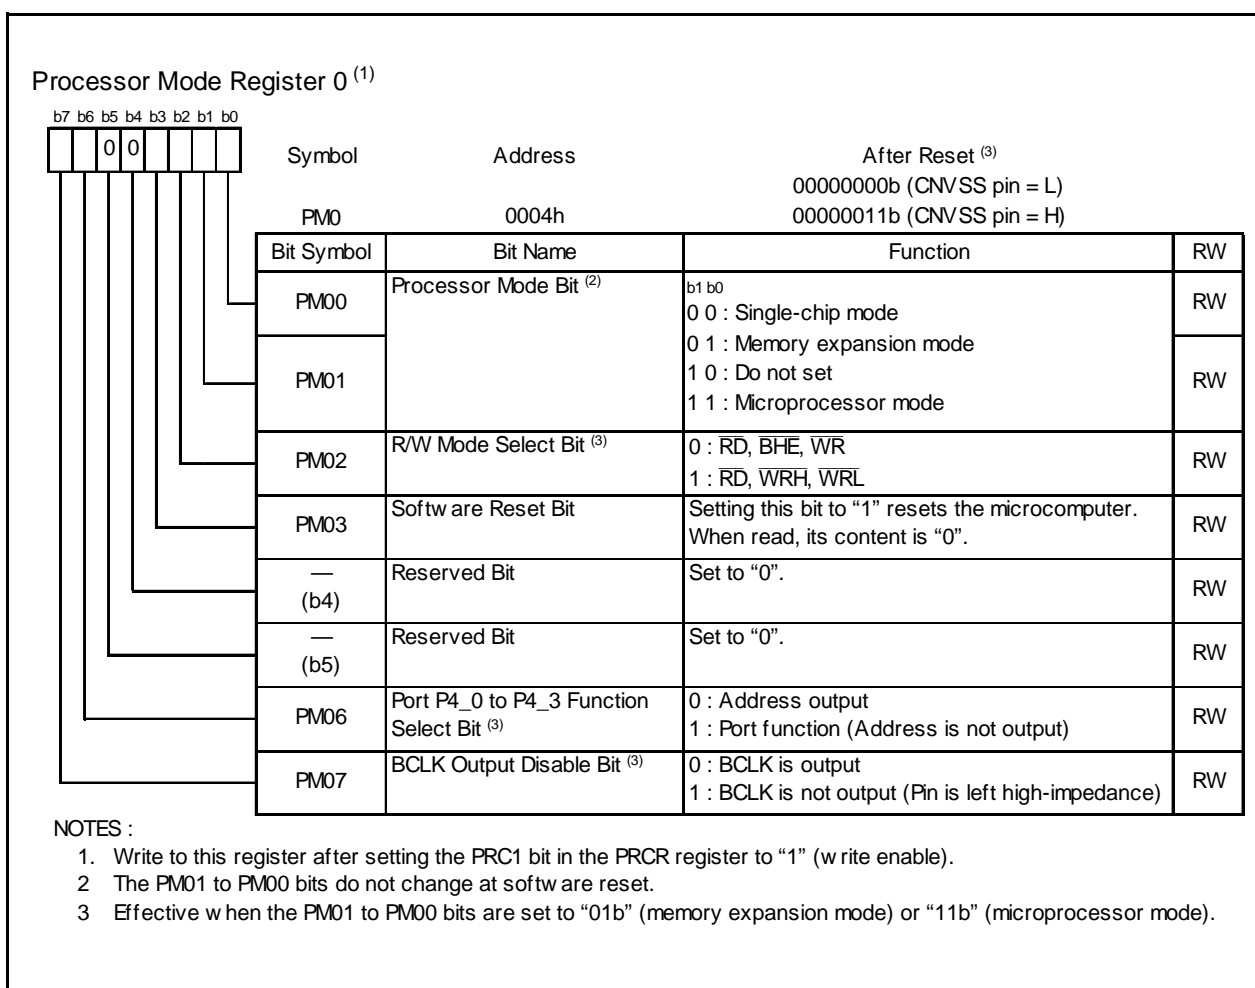 Processor Mode Register 0 (1)
b7 b6 b5 b4 b3 b2 b1 b0
0 0
Symbol Address After Reset (3)
00000000b (CNVSS pin = L)
PM0 0004h 00000011b (CNVSS pin = H)
Bit Symbol Bit Name Function RW
PM00 Processor Mode Bit (2) b1 b0 RW
0 0 : Single-chip mode
0 1 : Memory expansion mode
PM01 1 0 : Do not set RW
1 1 : Microprocessor mode
PM02 R/W Mode Select Bit (3) 0 : R̅D̅, B̅H̅E̅, W̅R̅ RW
1 : R̅D̅, W̅R̅H̅, W̅R̅L̅
PM03 Software Reset Bit Setting this bit to “1” resets the microcomputer. RW
When read, its content is “0”.
— Reserved Bit Set to “0”. RW
(b4)
— Reserved Bit Set to “0”. RW
(b5)
PM06 Port P4_0 to P4_3 Function 0 : Address output RW
Select Bit (3) 1 : Port function (Address is not output)
PM07 BCLK Output Disable Bit (3) 0 : BCLK is output RW
1 : BCLK is not output (Pin is left high-impedance)
NOTES :
1. Write to this register after setting the PRC1 bit in the PRCR register to “1” (write enable).
2 The PM01 to PM00 bits do not change at software reset.
3 Effective when the PM01 to PM00 bits are set to “01b” (memory expansion mode) or “11b” (microprocessor mode).